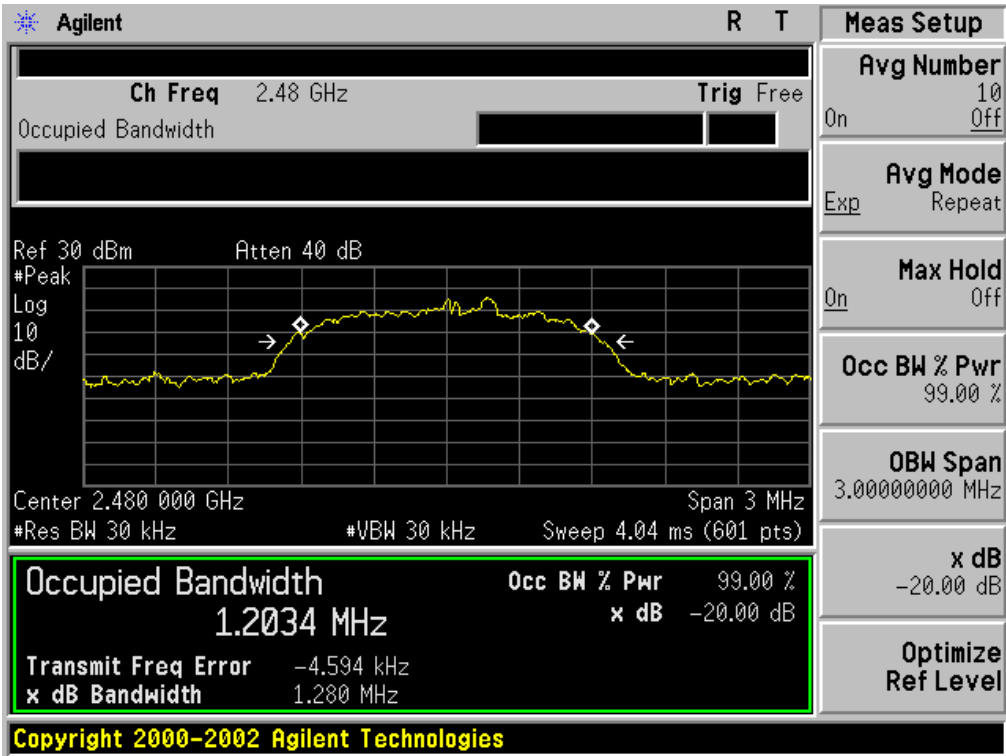 Agilent R T
Ch Freq 2.48 GHz Trig Free
Occupied Bandwidth
Ref 30 dBm Atten 40 dB
#Peak
Log
10
dB/
Center 2.480 000 GHz Span 3 MHz
#Res BW 30 kHz #VBW 30 kHz Sweep 4.04 ms (601 pts)
Occupied Bandwidth Occ BW % Pwr 99.00 %
1.2034 MHz x dB -20.00 dB
Transmit Freq Error -4.594 kHz
x dB Bandwidth 1.280 MHz
Copyright 2000-2002 Agilent Technologies
Meas Setup
Avg Number
10
On Off
Avg Mode
Exp Repeat
Max Hold
On Off
Occ BW % Pwr
99.00 %
OBW Span
3.00000000 MHz
x dB
-20.00 dB
Optimize
Ref Level